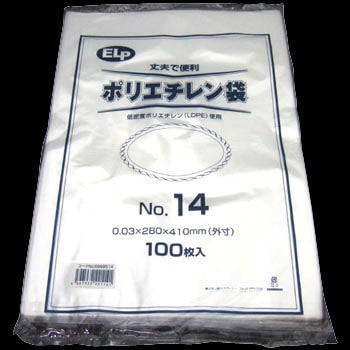 ELP
丈夫で便利
ポリエチレン袋
低密度ポリエチレン(LDPE)使用
No. 14
0.03×280×410mm(外寸)
100枚入